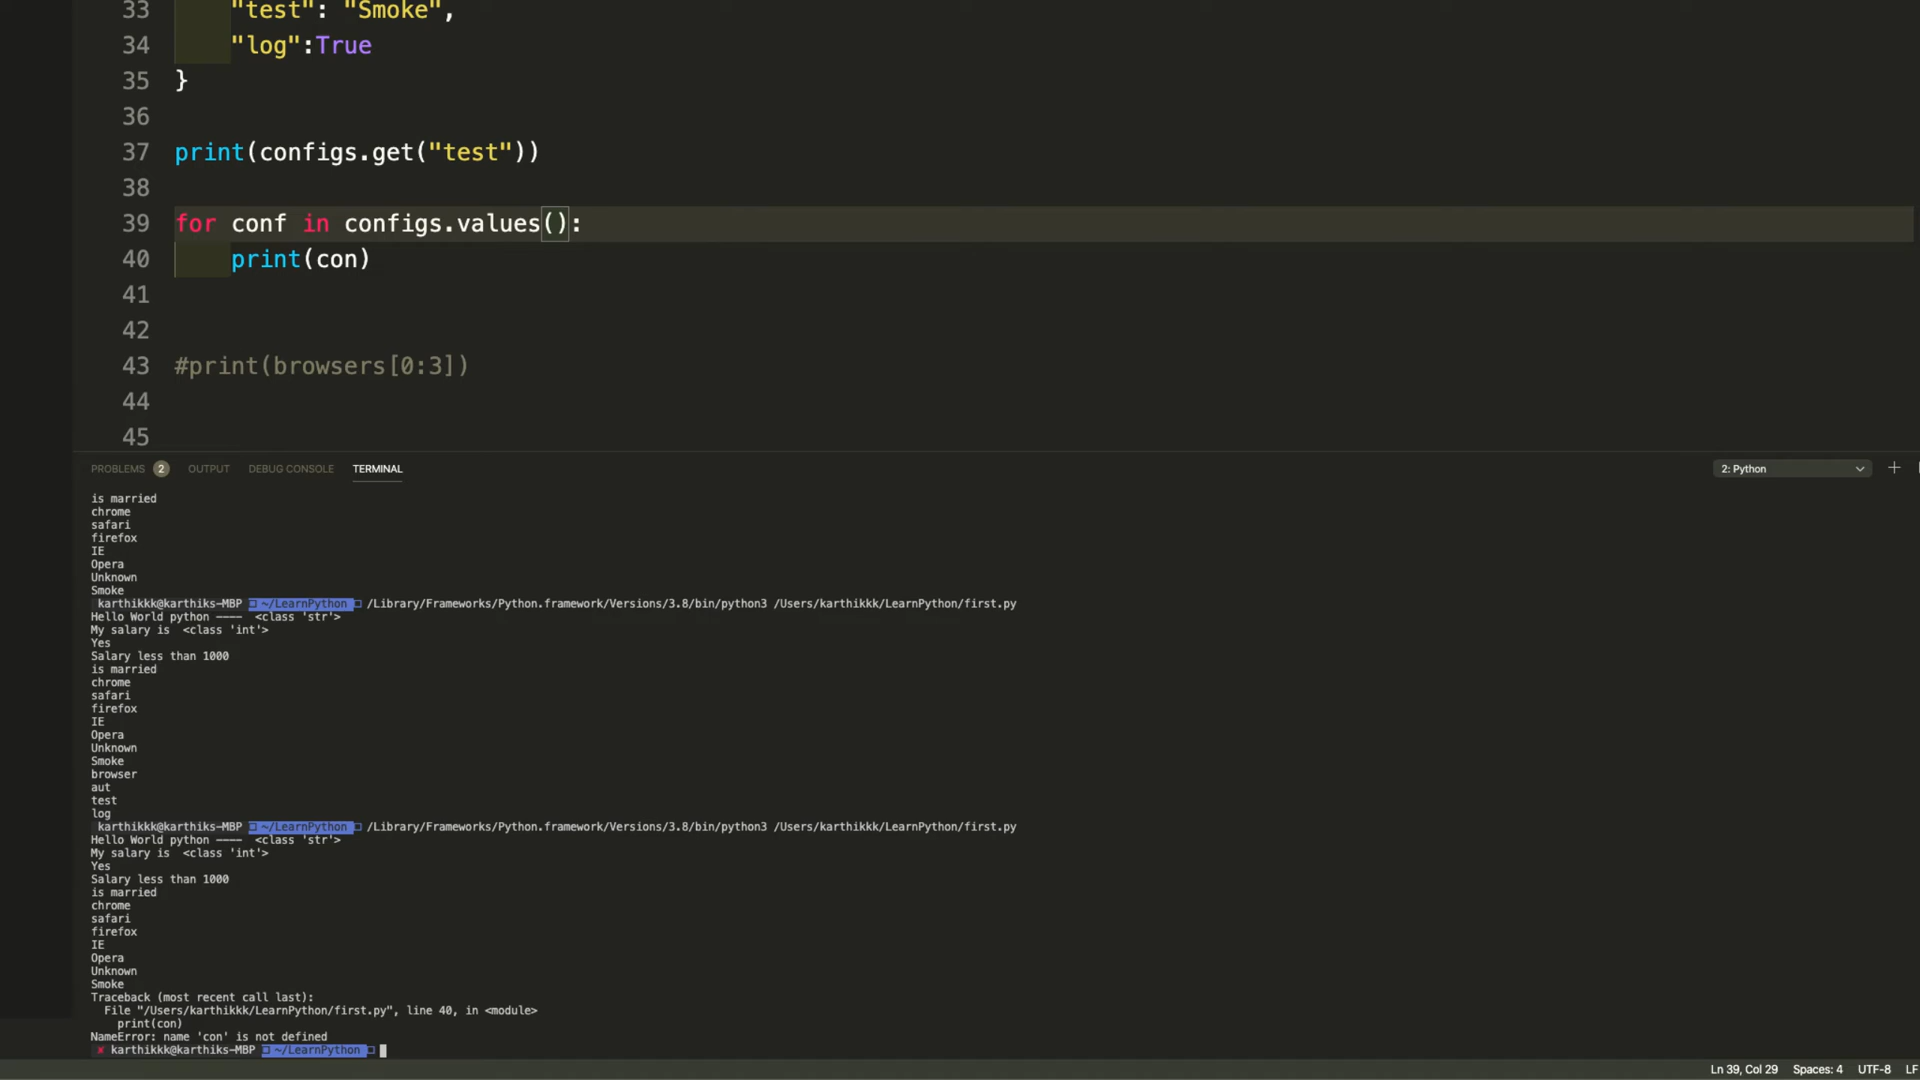 33 "test": "Smoke",
34 "log":True
35 }
36
37 print(configs.get("test"))
38
39 for conf in configs.values():
40 print(con)
41
42
43 #print(browsers[0:3])
44
45
PROBLEMS 2 OUTPUT DEBUG CONSOLE TERMINAL 2: Python
is married
chrome
safari
firefox
IE
Opera
Unknown
Smoke
karthikkk@karthiks-MBP ~/LearnPython /Library/Frameworks/Python.framework/Versions/3.8/bin/python3 /Users/karthikkk/LearnPython/first.py
Hello World python ---- <class 'str'>
My salary is <class 'int'>
Yes
Salary less than 1000
is married
chrome
safari
firefox
IE
Opera
Unknown
Smoke
browser
aut
test
log
karthikkk@karthiks-MBP ~/LearnPython /Library/Frameworks/Python.framework/Versions/3.8/bin/python3 /Users/karthikkk/LearnPython/first.py
Hello World python ---- <class 'str'>
My salary is <class 'int'>
Yes
Salary less than 1000
is married
chrome
safari
firefox
IE
Opera
Unknown
Smoke
Traceback (most recent call last):
File "/Users/karthikkk/LearnPython/first.py", line 40, in <module>
print(con)
NameError: name 'con' is not defined
✘ karthikkk@karthiks-MBP ~/LearnPython
Ln 39, Col 29 Spaces: 4 UTF-8 LF